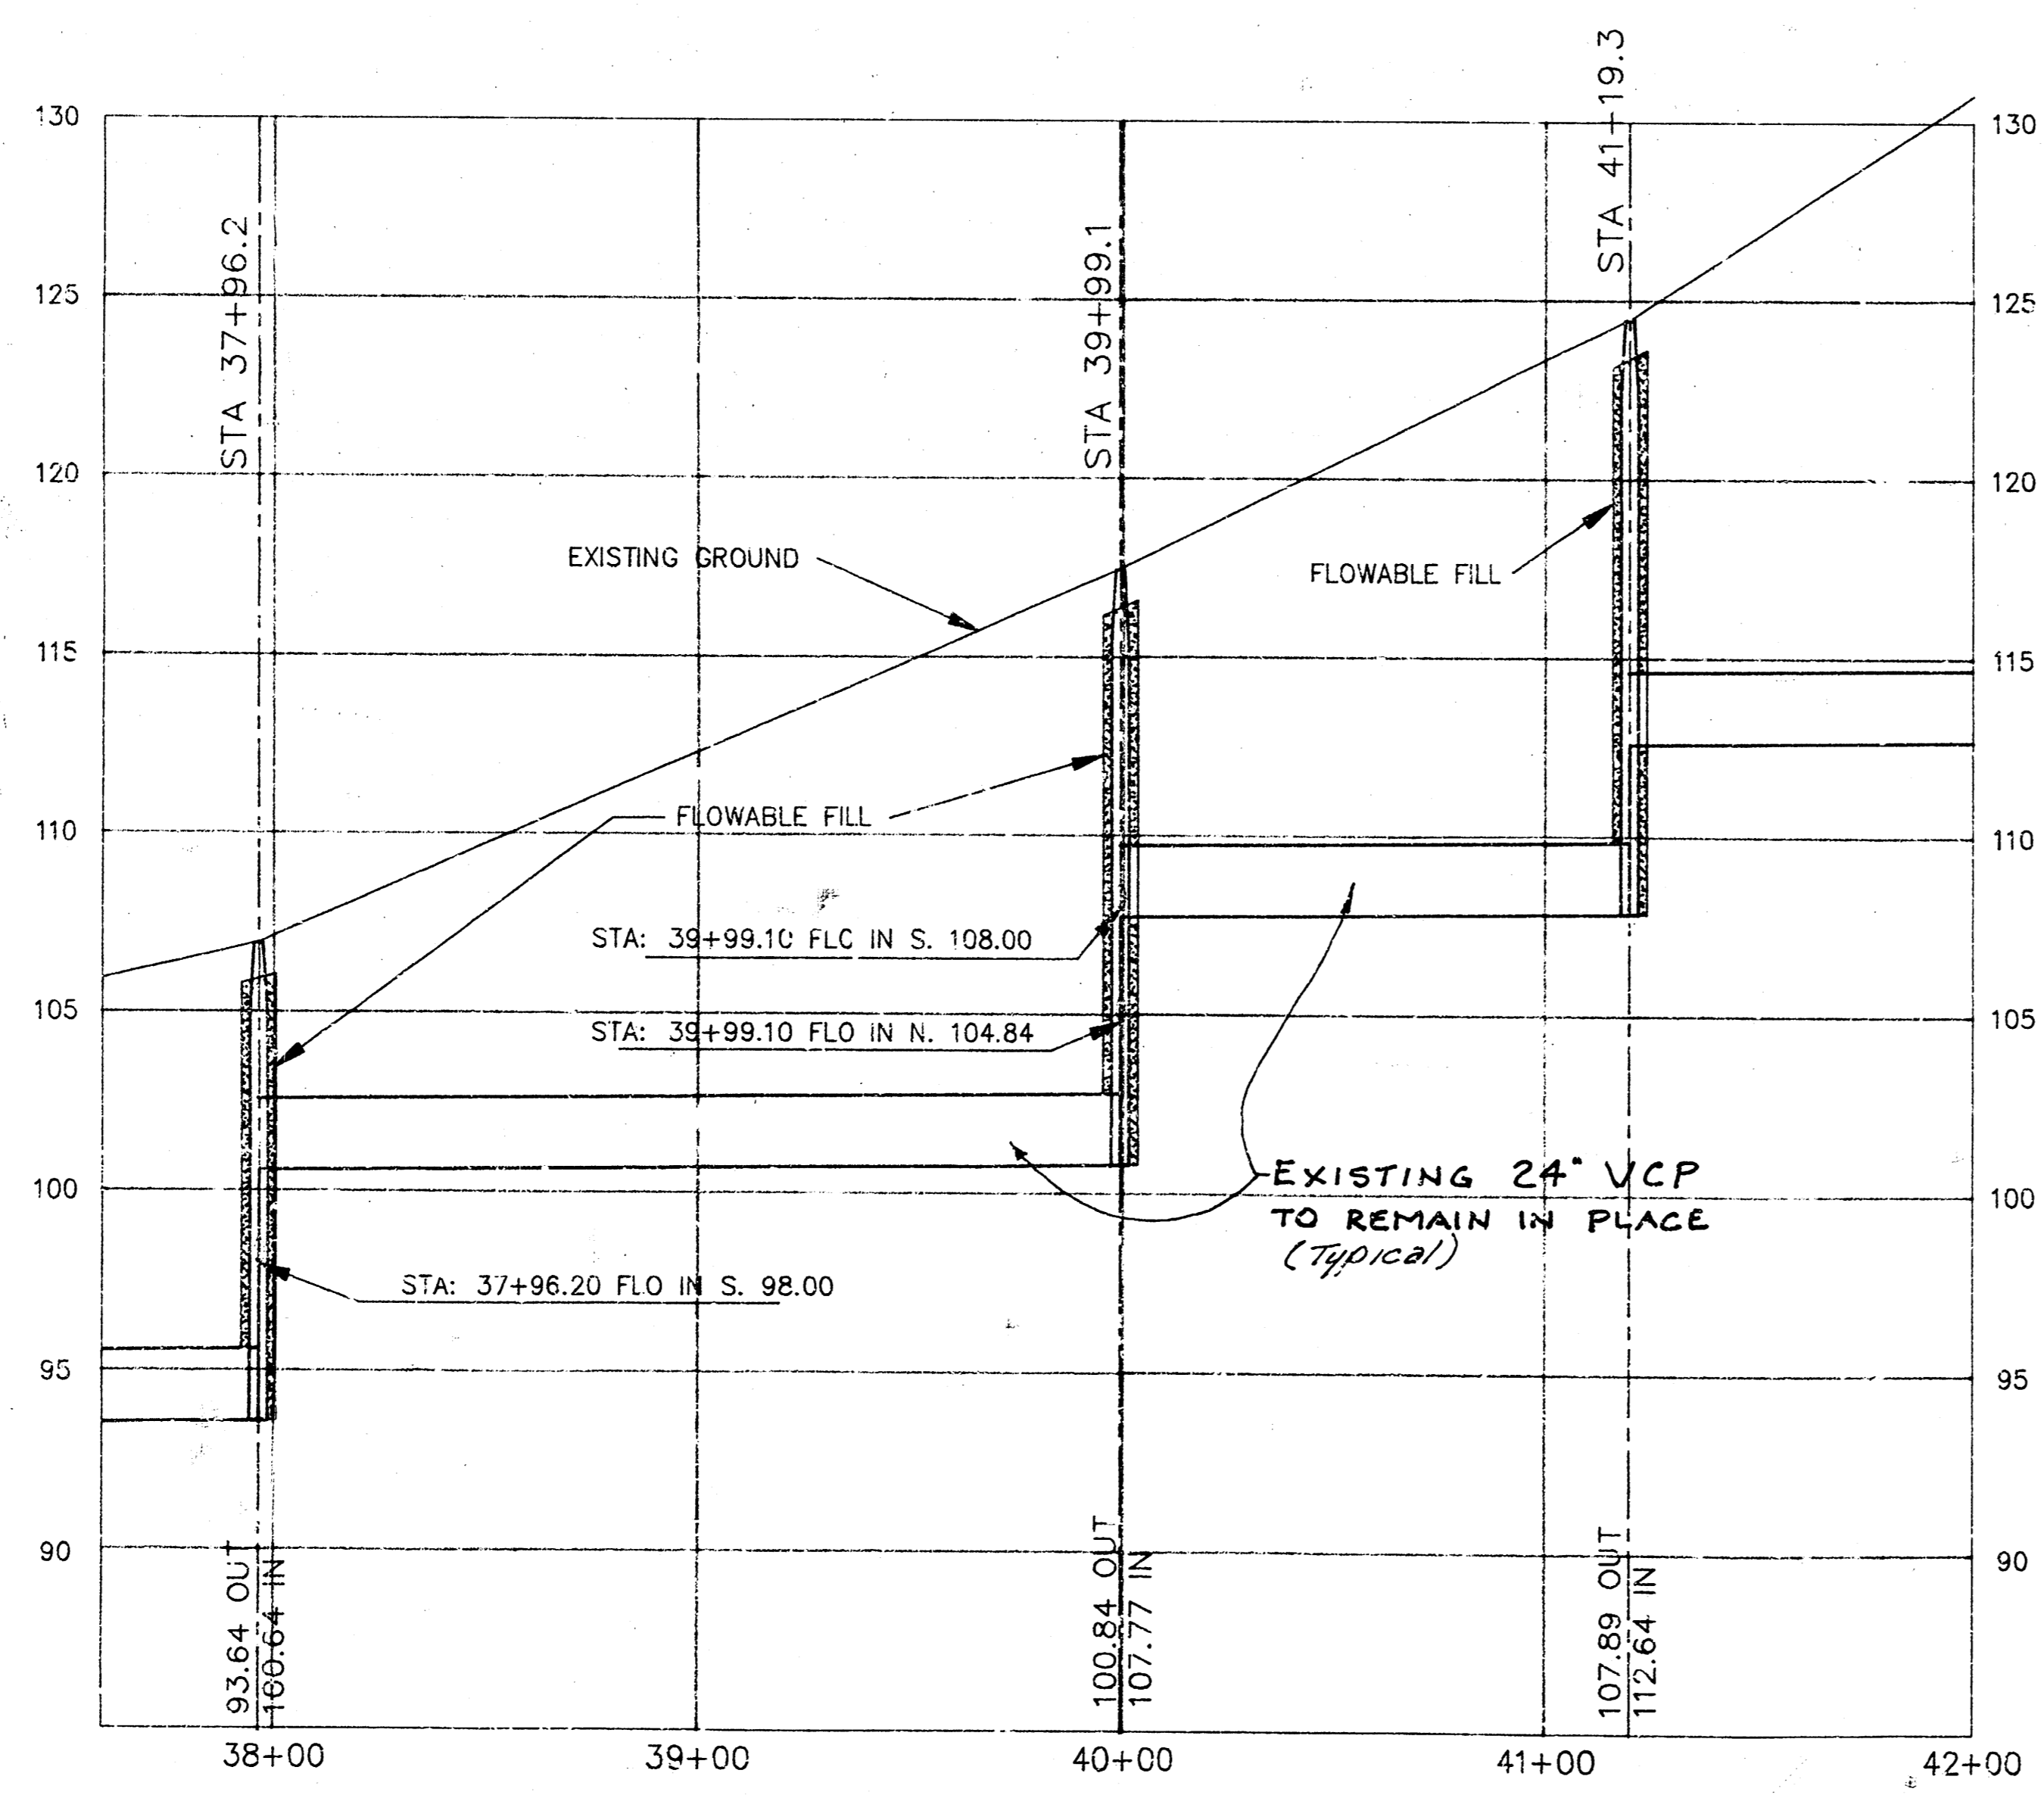 STA 41+19.3
130
130
STA 37+96.2
STA 39+99.1
125
125
120
120
EXISTING GROUND
FLOWABLE FILL
115
115
FLOWABLE FILL
110
110
STA: 39+99.10 FLO IN S. 108.00
105
105
STA: 39+99.10 FLO IN N. 104.84
EXISTING 24" VCP
TO REMAIN IN PLACE
(Typical)
100
100
STA: 37+96.20 FLO IN S. 98.00
95
95
90
90
93.64 OUT
100.64 IN
100.84 OUT
107.77 IN
107.89 OUT
112.64 IN
38+00
39+00
40+00
41+00
42+00